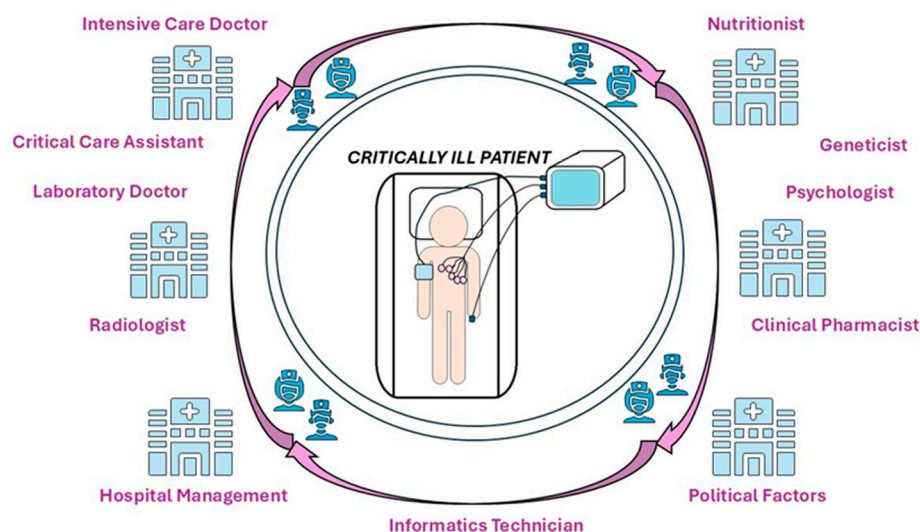 Intensive Care Doctor
Nutritionist
Critical Care Assistant
Geneticist
CRITICALLY ILL PATIENT
Laboratory Doctor
Psychologist
Radiologist
Clinical Pharmacist
Hospital Management
Political Factors
Informatics Technician